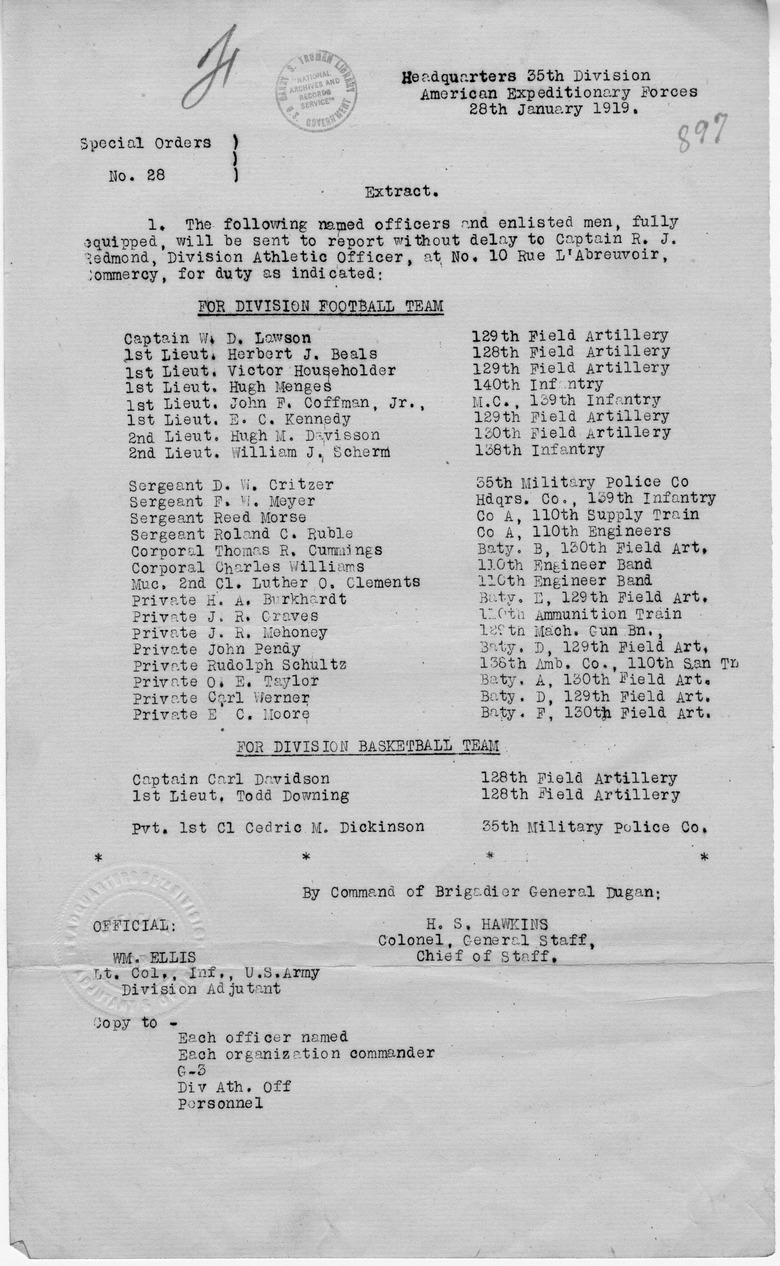 H
HARRY S. TRUMAN LIBRARY
"NATIONAL
ARCHIVES AND
RECORDS
SERVICE"
U.S. GOVERNMENT
Headquarters 35th Division
American Expeditionary Forces
28th January 1919.
897
Special Orders )
)
No. 28 )
Extract.
1. The following named officers and enlisted men, fully
equipped, will be sent to report without delay to Captain R. J.
Redmond, Division Athletic Officer, at No. 10 Rue L'Abreuvoir,
Commercy, for duty as indicated:
FOR DIVISION FOOTBALL TEAM
Captain W. D. Lawson 129th Field Artillery
1st Lieut. Herbert J. Beals 128th Field Artillery
1st Lieut. Victor Householder 129th Field Artillery
1st Lieut. Hugh Menges 140th Infantry
1st Lieut. John F. Coffman, Jr., M.C., 139th Infantry
1st Lieut. E. C. Kennedy 129th Field Artillery
2nd Lieut. Hugh M. Davisson 130th Field Artillery
2nd Lieut. William J. Scherm 138th Infantry
Sergeant D. W. Critzer 35th Military Police Co
Sergeant F. W. Meyer Hdqrs. Co., 139th Infantry
Sergeant Reed Morse Co A, 110th Supply Train
Sergeant Roland C. Ruble Co A, 110th Engineers
Corporal Thomas R. Cummings Baty. B, 130th Field Art.
Corporal Charles Williams 110th Engineer Band
Muc. 2nd Cl. Luther O. Clements 110th Engineer Band
Private H. A. Burkhardt Baty. E, 129th Field Art.
Private J. R. Graves 110th Ammunition Train
Private J. R. Mehoney 129th Mach. Gun Bn.,
Private John Pendy Baty. D, 129th Field Art.
Private Rudolph Schultz 138th Amb. Co., 110th San Tn
Private O. E. Taylor Baty. A, 130th Field Art.
Private Carl Werner Baty. D, 129th Field Art.
Private E C. Moore Baty. F, 130th Field Art.
FOR DIVISION BASKETBALL TEAM
Captain Carl Davidson 128th Field Artillery
1st Lieut. Todd Downing 128th Field Artillery
Pvt. 1st Cl Cedric M. Dickinson 35th Military Police Co.
* * * *
By Command of Brigadier General Dugan:
OFFICIAL: H. S. HAWKINS
Colonel, General Staff,
WM. ELLIS Chief of Staff.
Lt. Col., Inf., U.S.Army
Division Adjutant
Copy to -
Each officer named
Each organization commander
G-3
Div Ath. Off
Personnel